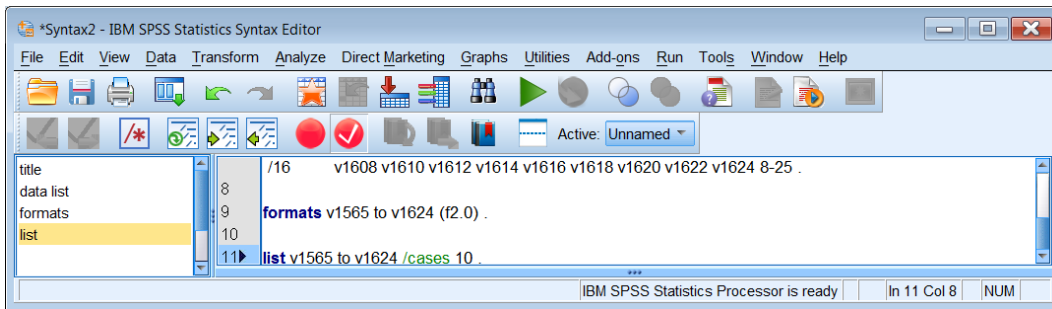 *Syntax2 - IBM SPSS Statistics Syntax Editor
File Edit View Data Transform Analyze Direct Marketing Graphs Utilities Add-ons Run Tools Window Help
/* Active: Unnamed
title
data list
formats
list
/16 v1608 v1610 v1612 v1614 v1616 v1618 v1620 v1622 v1624 8-25 .
8
9 formats v1565 to v1624 (f2.0) .
10
11 list v1565 to v1624 /cases 10 .
IBM SPSS Statistics Processor is ready In 11 Col 8 NUM